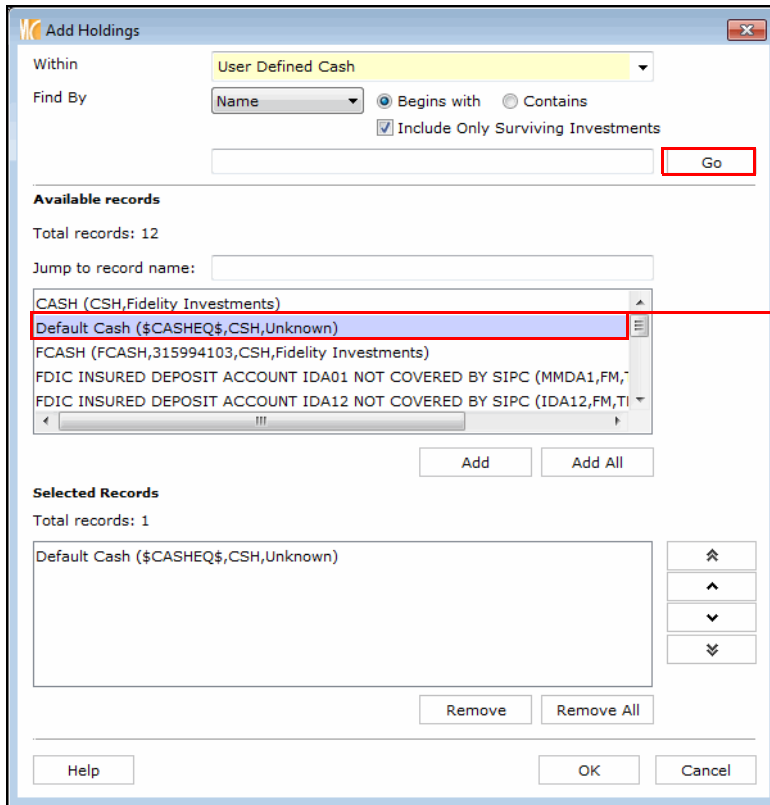 Add Holdings
Within User Defined Cash
Find By Name Begins with Contains
Include Only Surviving Investments
Go
Available records
Total records: 12
Jump to record name:
CASH (CSH,Fidelity Investments)
Default Cash ($CASHEQ$,CSH,Unknown)
FCASH (FCASH,315994103,CSH,Fidelity Investments)
FDIC INSURED DEPOSIT ACCOUNT IDA01 NOT COVERED BY SIPC (MMDA1,FM,
FDIC INSURED DEPOSIT ACCOUNT IDA12 NOT COVERED BY SIPC (IDA12,FM,
Add Add All
Selected Records
Total records: 1
Default Cash ($CASHEQ$,CSH,Unknown)
Remove Remove All
Help OK Cancel